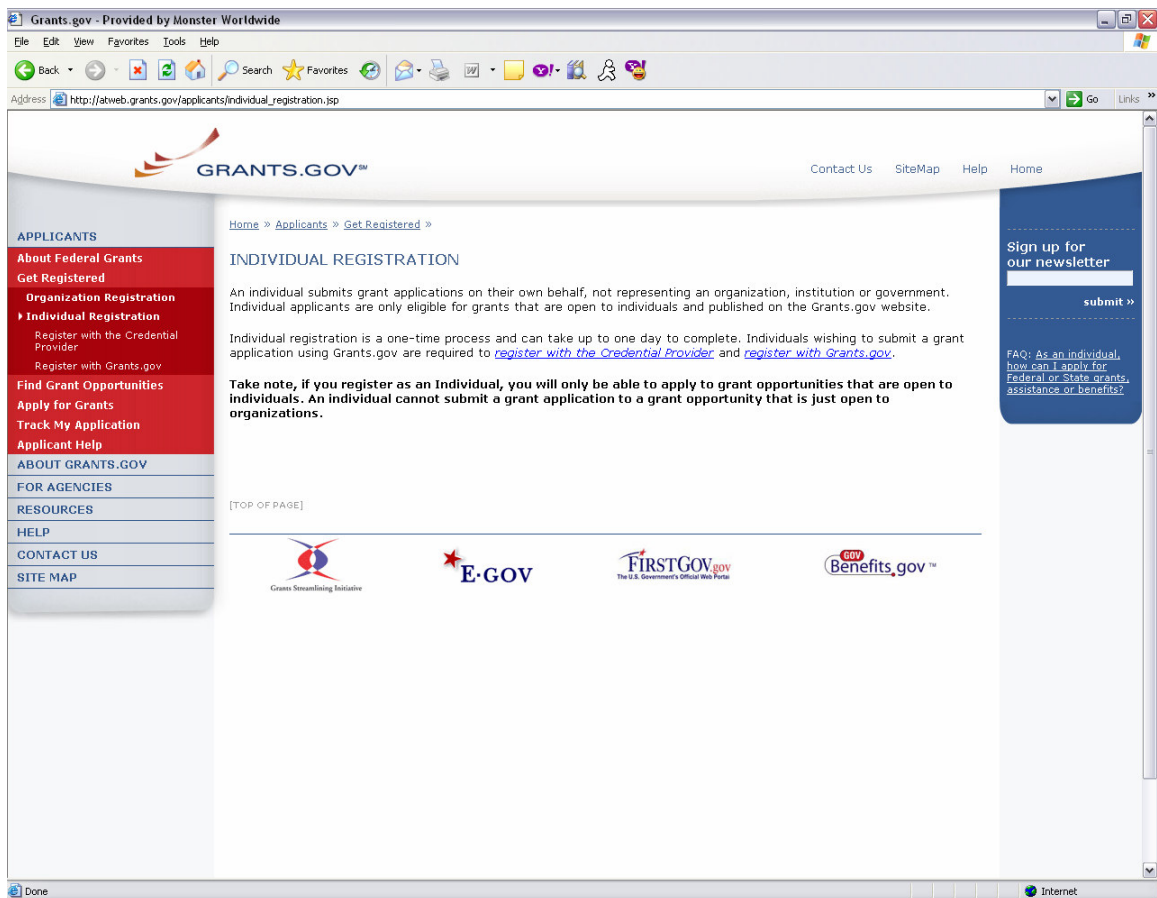 Grants.gov - Provided by Monster Worldwide
File Edit View Favorites Tools Help
Back Search Favorites
Address http://atweb.grants.gov/applicants/individual_registration.jsp Go Links »
GRANTS.GOV℠
Contact Us SiteMap Help Home
APPLICANTS
About Federal Grants
Get Registered
Organization Registration
Individual Registration
Register with the Credential
Provider
Register with Grants.gov
Find Grant Opportunities
Apply for Grants
Track My Application
Applicant Help
ABOUT GRANTS.GOV
FOR AGENCIES
RESOURCES
HELP
CONTACT US
SITE MAP
Home » Applicants » Get Registered »
INDIVIDUAL REGISTRATION
An individual submits grant applications on their own behalf, not representing an organization, institution or government.
Individual applicants are only eligible for grants that are open to individuals and published on the Grants.gov website.
Individual registration is a one-time process and can take up to one day to complete. Individuals wishing to submit a grant
application using Grants.gov are required to register with the Credential Provider and register with Grants.gov.
Take note, if you register as an Individual, you will only be able to apply to grant opportunities that are open to
individuals. An individual cannot submit a grant application to a grant opportunity that is just open to
organizations.
[TOP OF PAGE]
Grants Streamlining Initiative
E·GOV
FIRSTGOV.gov
The U.S. Government's Official Web Portal
GOV
Benefits.gov ™
Sign up for
our newsletter
submit »
FAQ: As an individual,
how can I apply for
Federal or State grants,
assistance or benefits?
Done
Internet